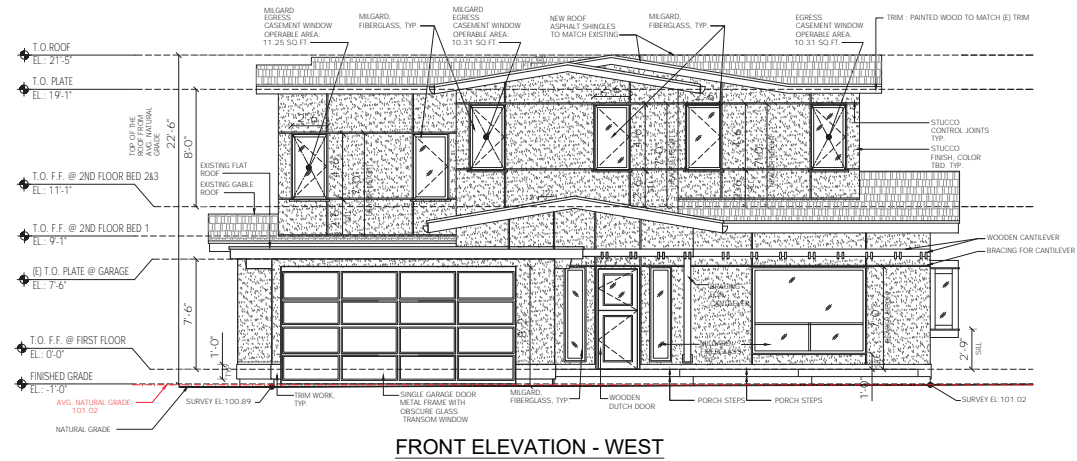 MILGARD
EGRESS
CASEMENT WINDOW
OPERABLE AREA:
11.25 SQ.FT.
MILGARD,
FIBERGLASS, TYP.
MILGARD
EGRESS
CASEMENT WINDOW
OPERABLE AREA:
10.31 SQ.FT.
NEW ROOF
ASPHALT SHINGLES
TO MATCH EXISTING
MILGARD,
FIBERGLASS, TYP.
EGRESS
CASEMENT WINDOW
OPERABLE AREA:
10.31 SQ.FT.
TRIM : PAINTED WOOD TO MATCH (E) TRIM
T.O.ROOF
EL.: 21'-5"
T.O. PLATE
EL.: 19'-1"
TOP OF THE
ROOF FROM
AVG. NATURAL
GRADE
22'-6"
8'-0"
STUCCO
CONTROL JOINTS
TYP.
STUCCO
FINISH, COLOR
TBD. TYP.
EXISTING FLAT
ROOF
EXISTING GABLE
ROOF
T.O. F.F. @ 2ND FLOOR BED 2&3
EL.: 11'-1"
T.O. F.F. @ 2ND FLOOR BED 1
EL.: 9'-1"
WOODEN CANTILEVER
BRACING FOR CANTILEVER
(E) T.O. PLATE @ GARAGE
EL.: 7'-6"
7'-6"
BRACING
FOR
CANTILEVER
T.O. F.F. @ FIRST FLOOR
EL.: 0'-0"
1'-0"
TYP.
MILGARD,
FIBERGLASS,
2'-9"
SILL
1'-0"
FINISHED GRADE
EL.: -1'-0"
AVG. NATURAL GRADE-
101.02
NATURAL GRADE
SURVEY EL:100.89
TRIM WORK,
TYP.
SINGLE GARAGE DOOR
METAL FRAME WITH
OBSCURE GLASS
TRANSOM WINDOW
MILGARD,
FIBERGLASS, TYP.
WOODEN
DUTCH DOOR
PORCH STEPS
PORCH STEPS
SURVEY EL: 101.02
FRONT ELEVATION - WEST